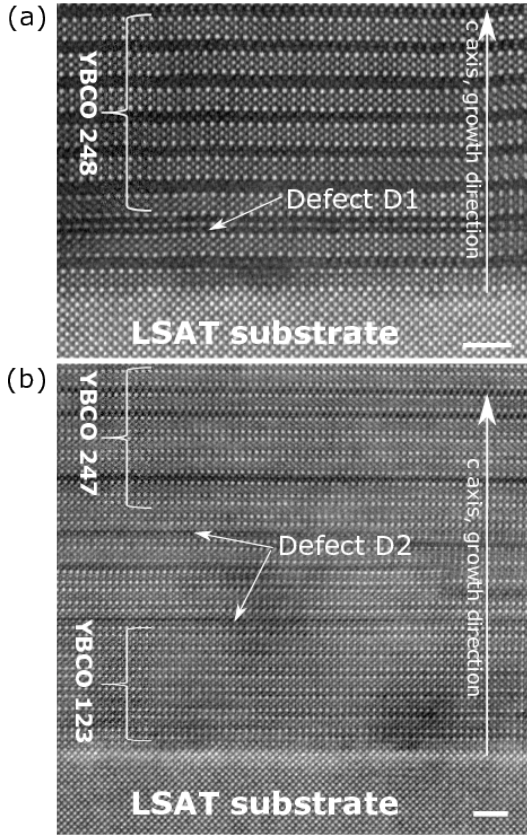 (a)
YBCO 248
c axis, growth direction
Defect D1
LSAT substrate
(b)
YBCO 247
c axis, growth direction
Defect D2
YBCO 123
LSAT substrate